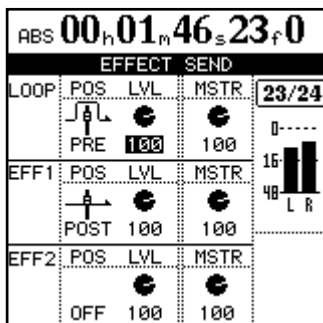 ABS 00h01m46s23f0
EFFECT SEND
LOOP POS LVL MSTR 23/24
PRE 100 100
0-----
16-
48-
L R
EFF1 POS LVL MSTR
POST 100 100
EFF2 POS LVL MSTR
OFF 100 100